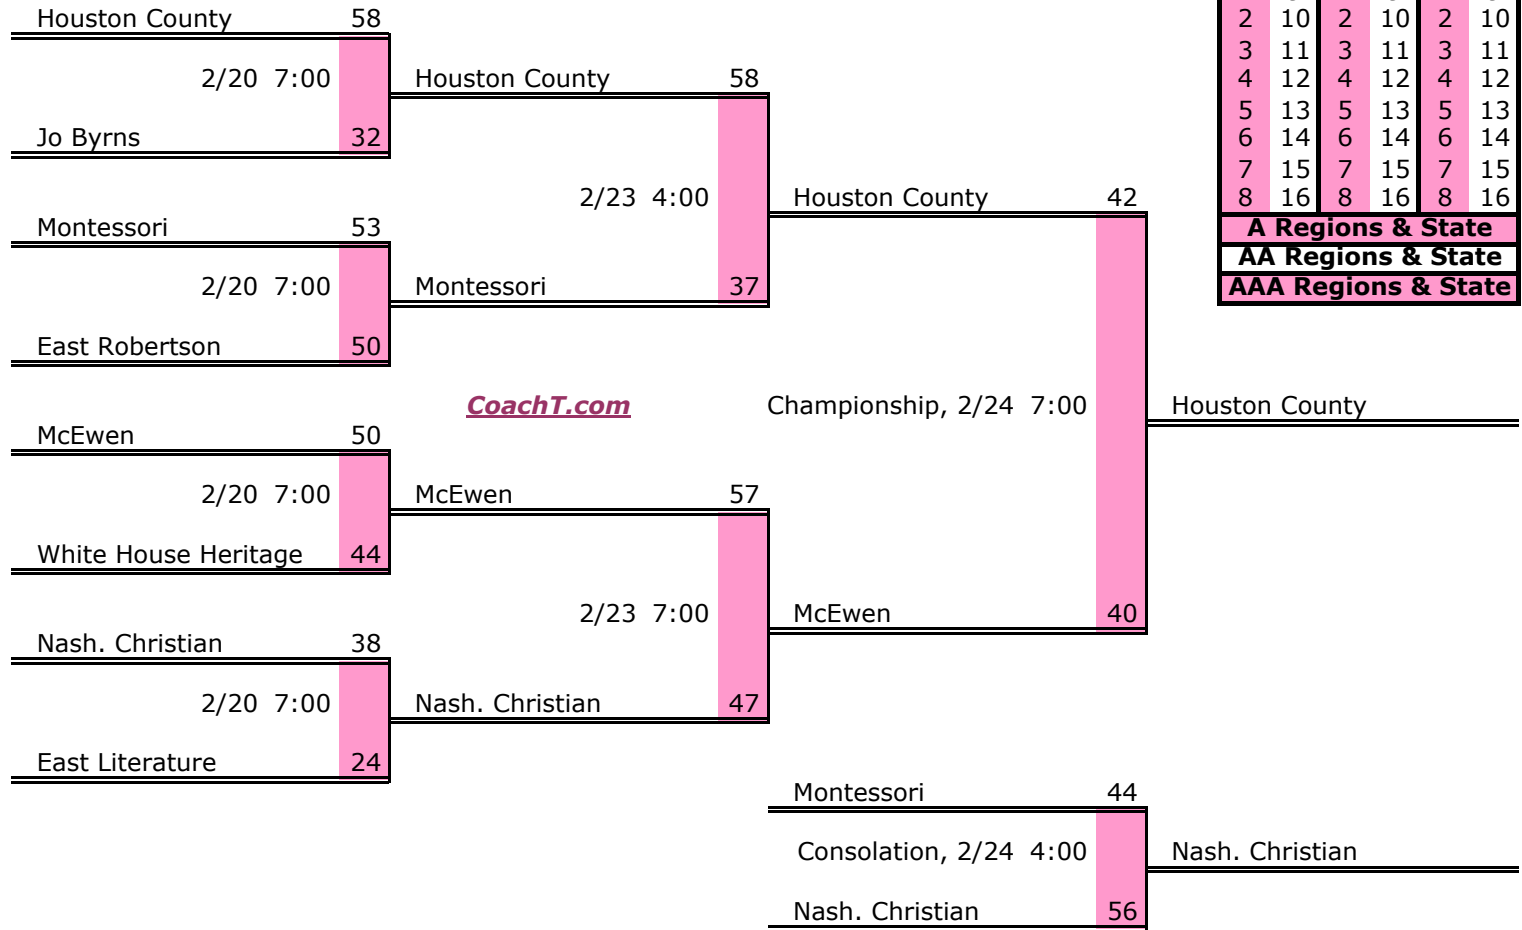 Houston County 58
2/20 7:00
Jo Byrns 32
Houston County 58
2/23 4:00
Montessori 53
2/20 7:00
East Robertson 50
Montessori 37
Houston County 42
CoachT.com
Championship, 2/24 7:00
Houston County
McEwen 50
2/20 7:00
White House Heritage 44
McEwen 57
2/23 7:00
McEwen 40
Nash. Christian 38
2/20 7:00
East Literature 24
Nash. Christian 47
Montessori 44
Consolation, 2/24 4:00
Nash. Christian
Nash. Christian 56
2 10 2 10 2 10
3 11 3 11 3 11
4 12 4 12 4 12
5 13 5 13 5 13
6 14 6 14 6 14
7 15 7 15 7 15
8 16 8 16 8 16
A Regions & State
AA Regions & State
AAA Regions & State